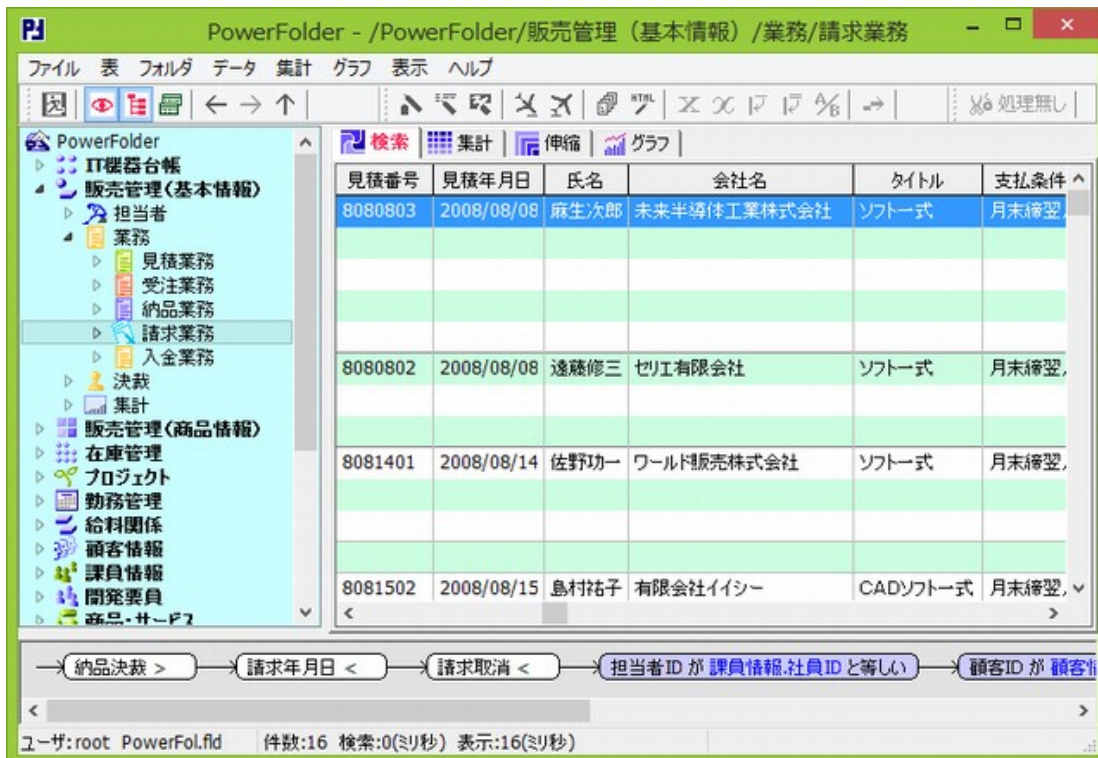 PowerFolder - /PowerFolder/販売管理（基本情報）/業務/請求業務
ファイル 表 フォルダ データ 集計 グラフ 表示 ヘルプ
処理無し
PowerFolder
IT機器台帳
販売管理(基本情報)
担当者
業務
見積業務
受注業務
納品業務
請求業務
入金業務
決裁
集計
販売管理(商品情報)
在庫管理
プロジェクト
勤務管理
給料関係
顧客情報
課員情報
開発要員
商品・サービス
検索 集計 伸縮 グラフ
見積番号 見積年月日 氏名 会社名 タイトル 支払条件
8080803 2008/08/08 麻生次郎 未来半導体工業株式会社 ソフト一式 月末締翌
8080802 2008/08/08 遠藤修三 セリエ有限会社 ソフト一式 月末締翌,
8081401 2008/08/14 佐野功一 ワールド販売株式会社 ソフト一式 月末締翌,
8081502 2008/08/15 島村祐子 有限会社イイシー CADソフト一式 月末締翌,
納品決裁 > 請求年月日 < 請求取消 < 担当者ID が 課員情報.社員ID と等しい 顧客ID が 顧客
ユーザ:root PowerFol.fld 件数:16 検索:0(ミリ秒) 表示:16(ミリ秒)